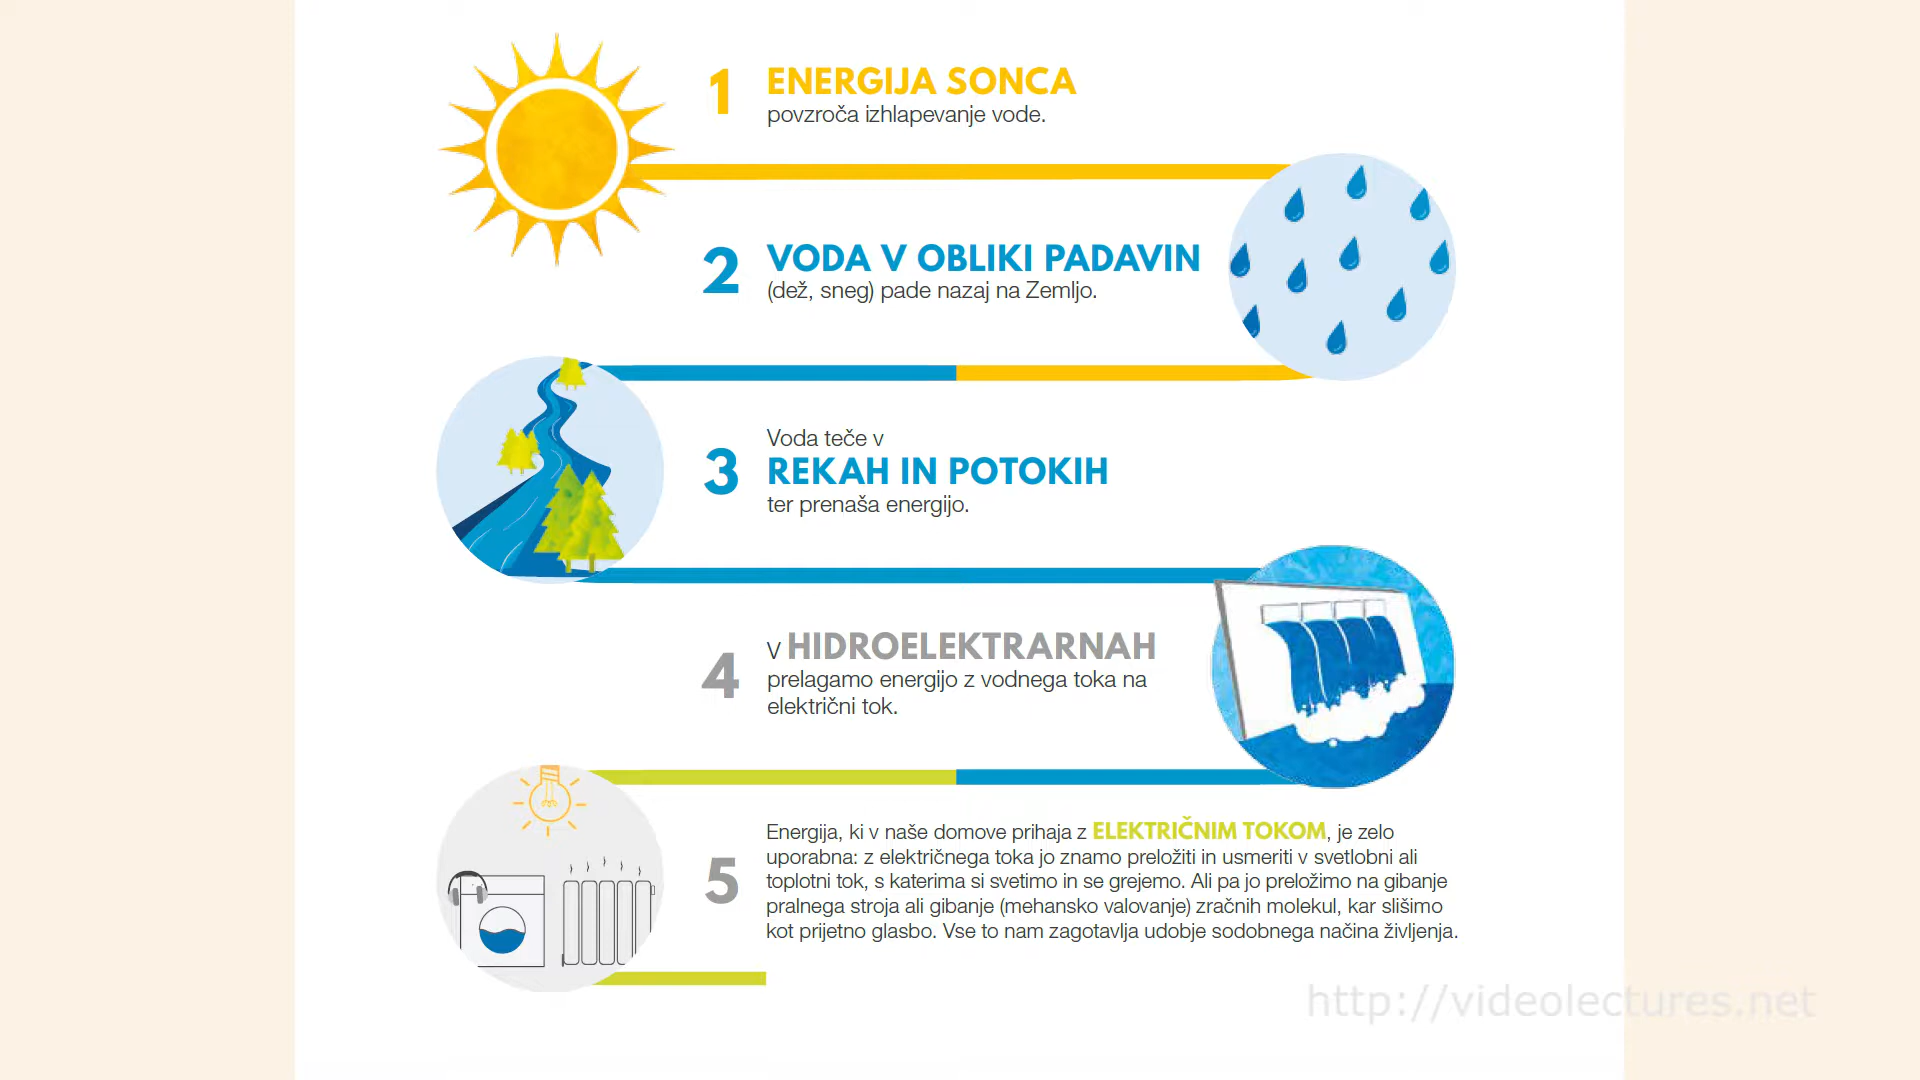 1 ENERGIJA SONCA
povzroča izhlapevanje vode.
2 VODA V OBLIKI PADAVIN
(dež, sneg) pade nazaj na Zemljo.
Voda teče v
3 REKAH IN POTOKIH
ter prenaša energijo.
4 V HIDROELEKTRARNAH
prelagamo energijo z vodnega toka na
električni tok.
5 Energija, ki v naše domove prihaja z ELEKTRIČNIM TOKOM, je zelo
uporabna: z električnega toka jo znamo preložiti in usmeriti v svetlobni ali
toplotni tok, s katerima si svetimo in se grejemo. Ali pa jo preložimo na gibanje
pralnega stroja ali gibanje (mehansko valovanje) zračnih molekul, kar slišimo
kot prijetno glasbo. Vse to nam zagotavlja udobje sodobnega načina življenja.
http://videolectures.net